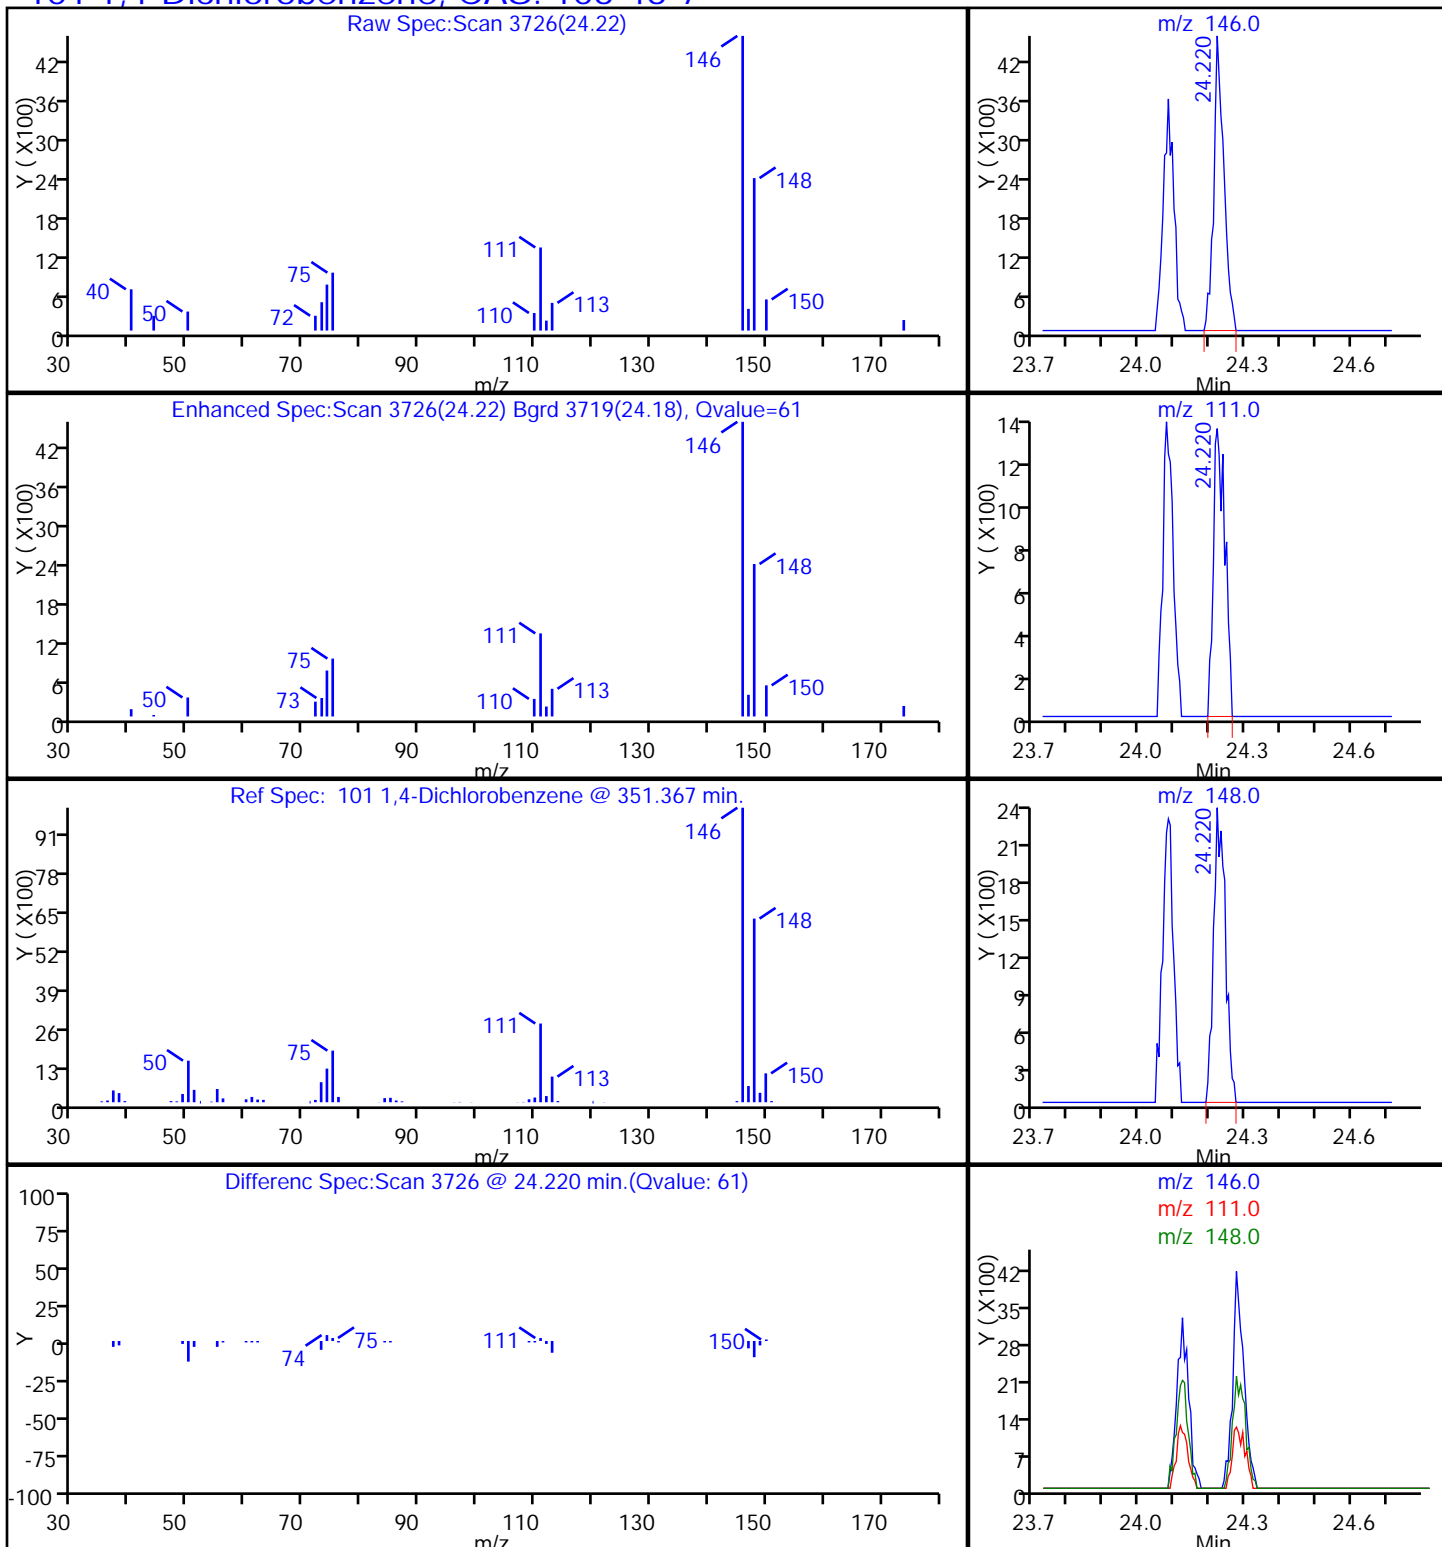 Raw Spec:Scan 3726(24.22)
Y ( X100)
42
36
30
24
18
12
6
0
146
148
111
75
40
50
72
110
113
150
30 50 70 90 110 130 150 170
m/z
m/z 146.0
Y ( X100)
42
36
30
24
18
12
6
0
24.220
23.7 24.0 24.3 24.6
Min
Enhanced Spec:Scan 3726(24.22) Bgrd 3719(24.18), Qvalue=61
Y ( X100)
42
36
30
24
18
12
6
0
146
148
111
75
50
73
110
113
150
30 50 70 90 110 130 150 170
m/z
m/z 111.0
Y ( X100)
14
12
10
8
6
4
2
0
24.220
23.7 24.0 24.3 24.6
Min
Ref Spec: 101 1,4-Dichlorobenzene @ 351.367 min.
Y ( X100)
91
78
65
52
39
26
13
0
146
148
111
75
50
113
150
30 50 70 90 110 130 150 170
m/z
m/z 148.0
Y ( X100)
24
21
18
15
12
9
6
3
0
24.220
23.7 24.0 24.3 24.6
Min
Differenc Spec:Scan 3726 @ 24.220 min.(Qvalue: 61)
Y
100
75
50
25
0
-25
-50
-75
-100
74
75
111
150
30 50 70 90 110 130 150 170
m/z
m/z 146.0
m/z 111.0
m/z 148.0
Y ( X100)
42
35
28
21
14
7
0
23.7 24.0 24.3 24.6
Min